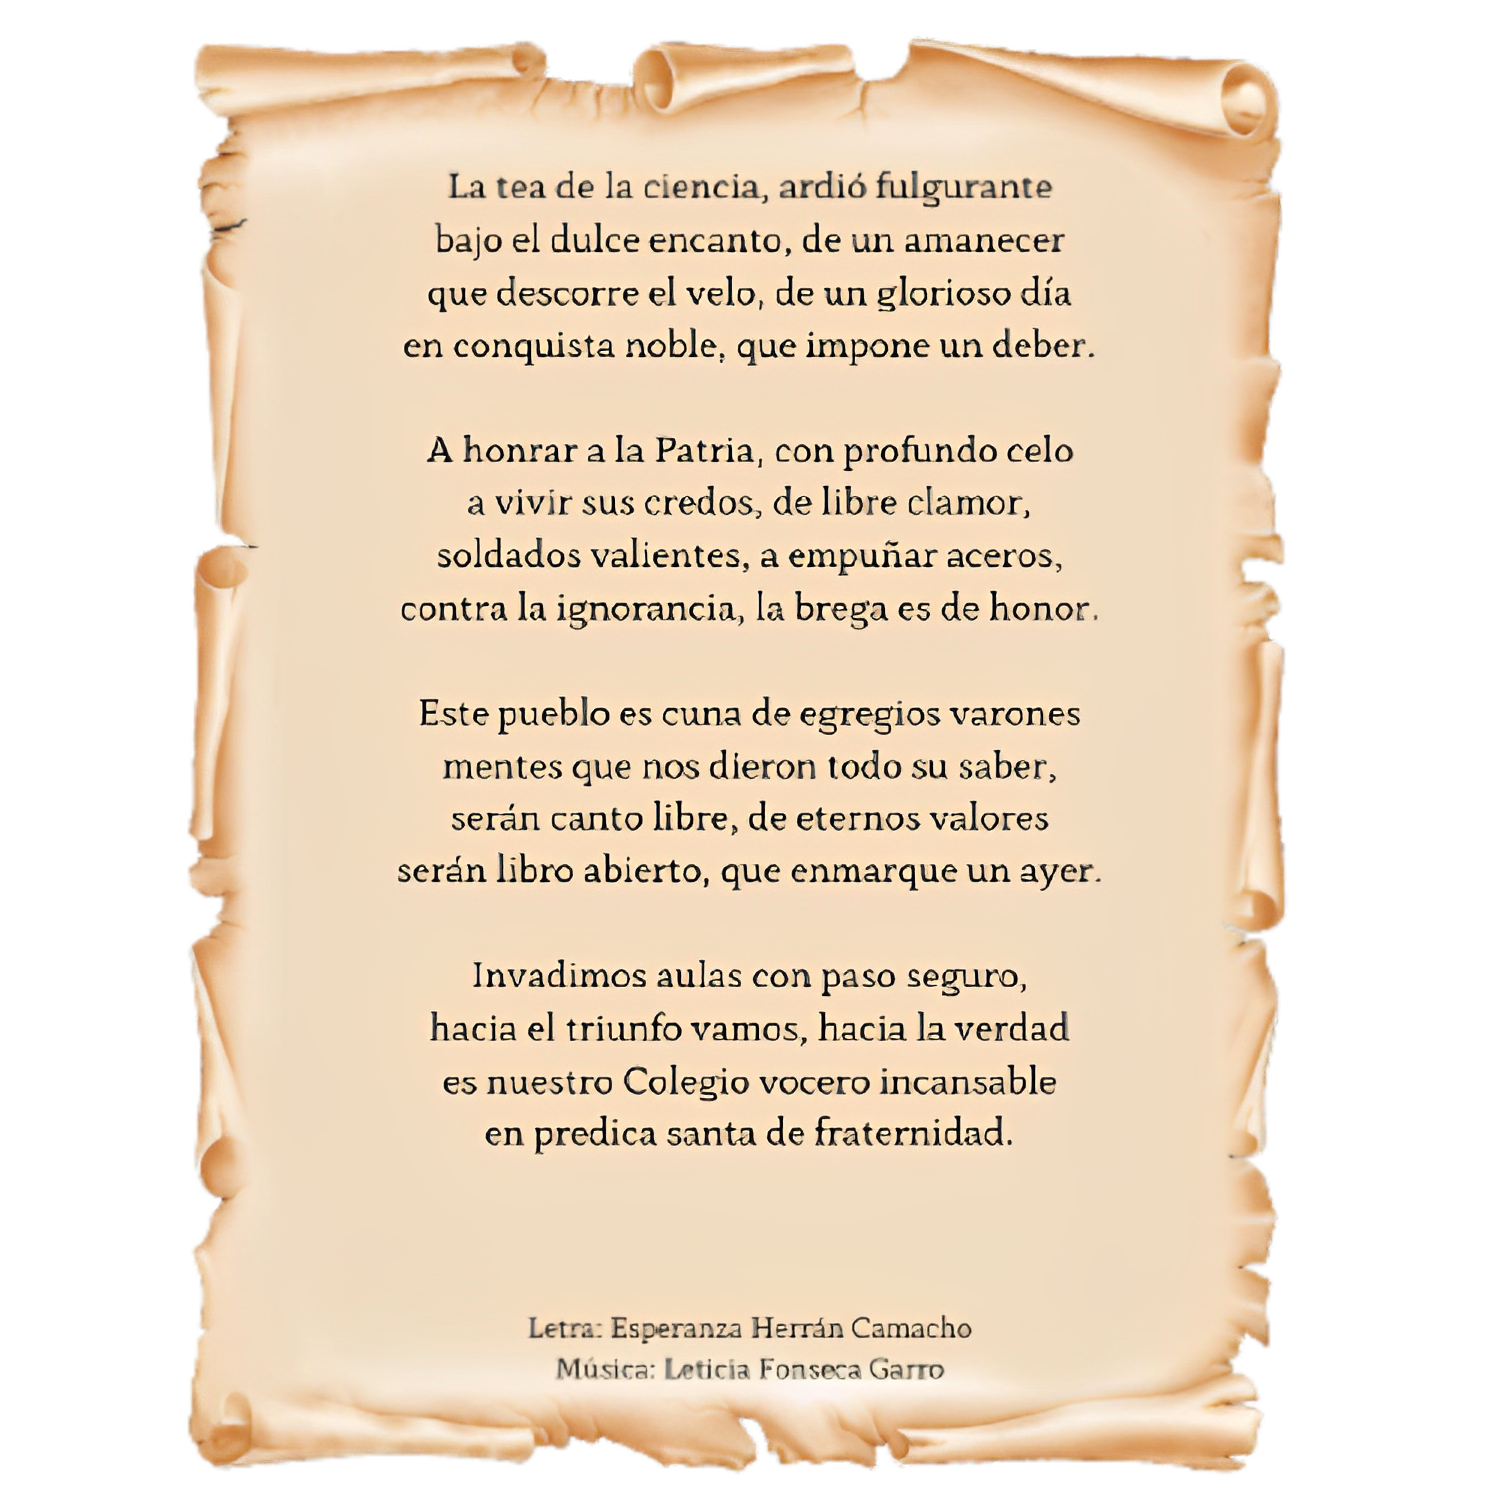 La tea de la ciencia, ardió fulgurante
bajo el dulce encanto, de un amanecer
que descorre el velo, de un glorioso día
en conquista noble, que impone un deber.
A honrar a la Patria, con profundo celo
a vivir sus credos, de libre clamor,
soldados valientes, a empuñar aceros,
contra la ignorancia, la brega es de honor.
Este pueblo es cuna de egregios varones
mentes que nos dieron todo su saber,
serán canto libre, de eternos valores
serán libro abierto, que enmarque un ayer.
Invadimos aulas con paso seguro,
hacia el triunfo vamos, hacia la verdad
es nuestro Colegio vocero incansable
en predica santa de fraternidad.
Letra: Esperanza Herrán Camacho
Música: Leticia Fonseca Garro